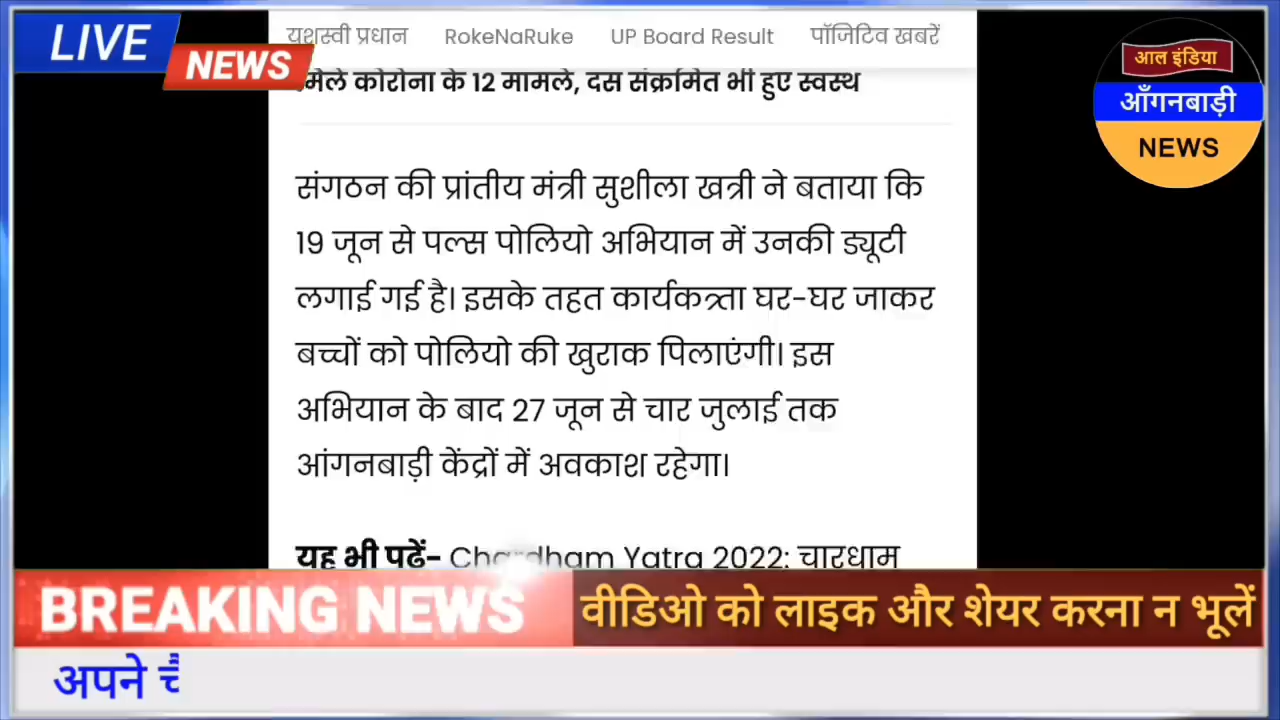 LIVE
NEWS
यशस्वी प्रधान RokeNaRuke UP Board Result पॉजिटिव खबरें
मिले कोरोना के 12 मामले, दस संक्रमित भी हुए स्वस्थ
आल इंडिया
आँगनबाड़ी
NEWS
संगठन की प्रांतीय मंत्री सुशीला खत्री ने बताया कि
19 जून से पल्स पोलियो अभियान में उनकी ड्यूटी
लगाई गई है। इसके तहत कार्यकर्त्ता घर-घर जाकर
बच्चों को पोलियो की खुराक पिलाएंगी। इस
अभियान के बाद 27 जून से चार जुलाई तक
आंगनबाड़ी केंद्रों में अवकाश रहेगा।
यह भी पढ़ें- Chardham Yatra 2022: चारधाम
BREAKING NEWS
वीडियो को लाइक और शेयर करना न भूलें
अपने